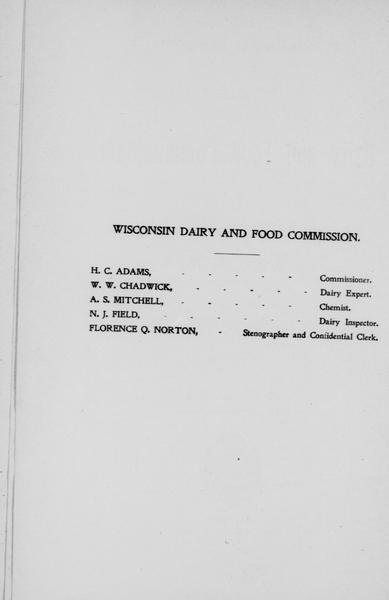 WISCONSIN DAIRY AND FOOD COMMISSION.
H. C. ADAMS, - - - - - Commissioner.
W. W. CHADWICK, - - - - - Dairy Expert.
A. S. MITCHELL, - - - - - Chemist.
N. J. FIELD, - - - - - - Dairy Inspector.
FLORENCE Q. NORTON, - Stenographer and Confidential Clerk.